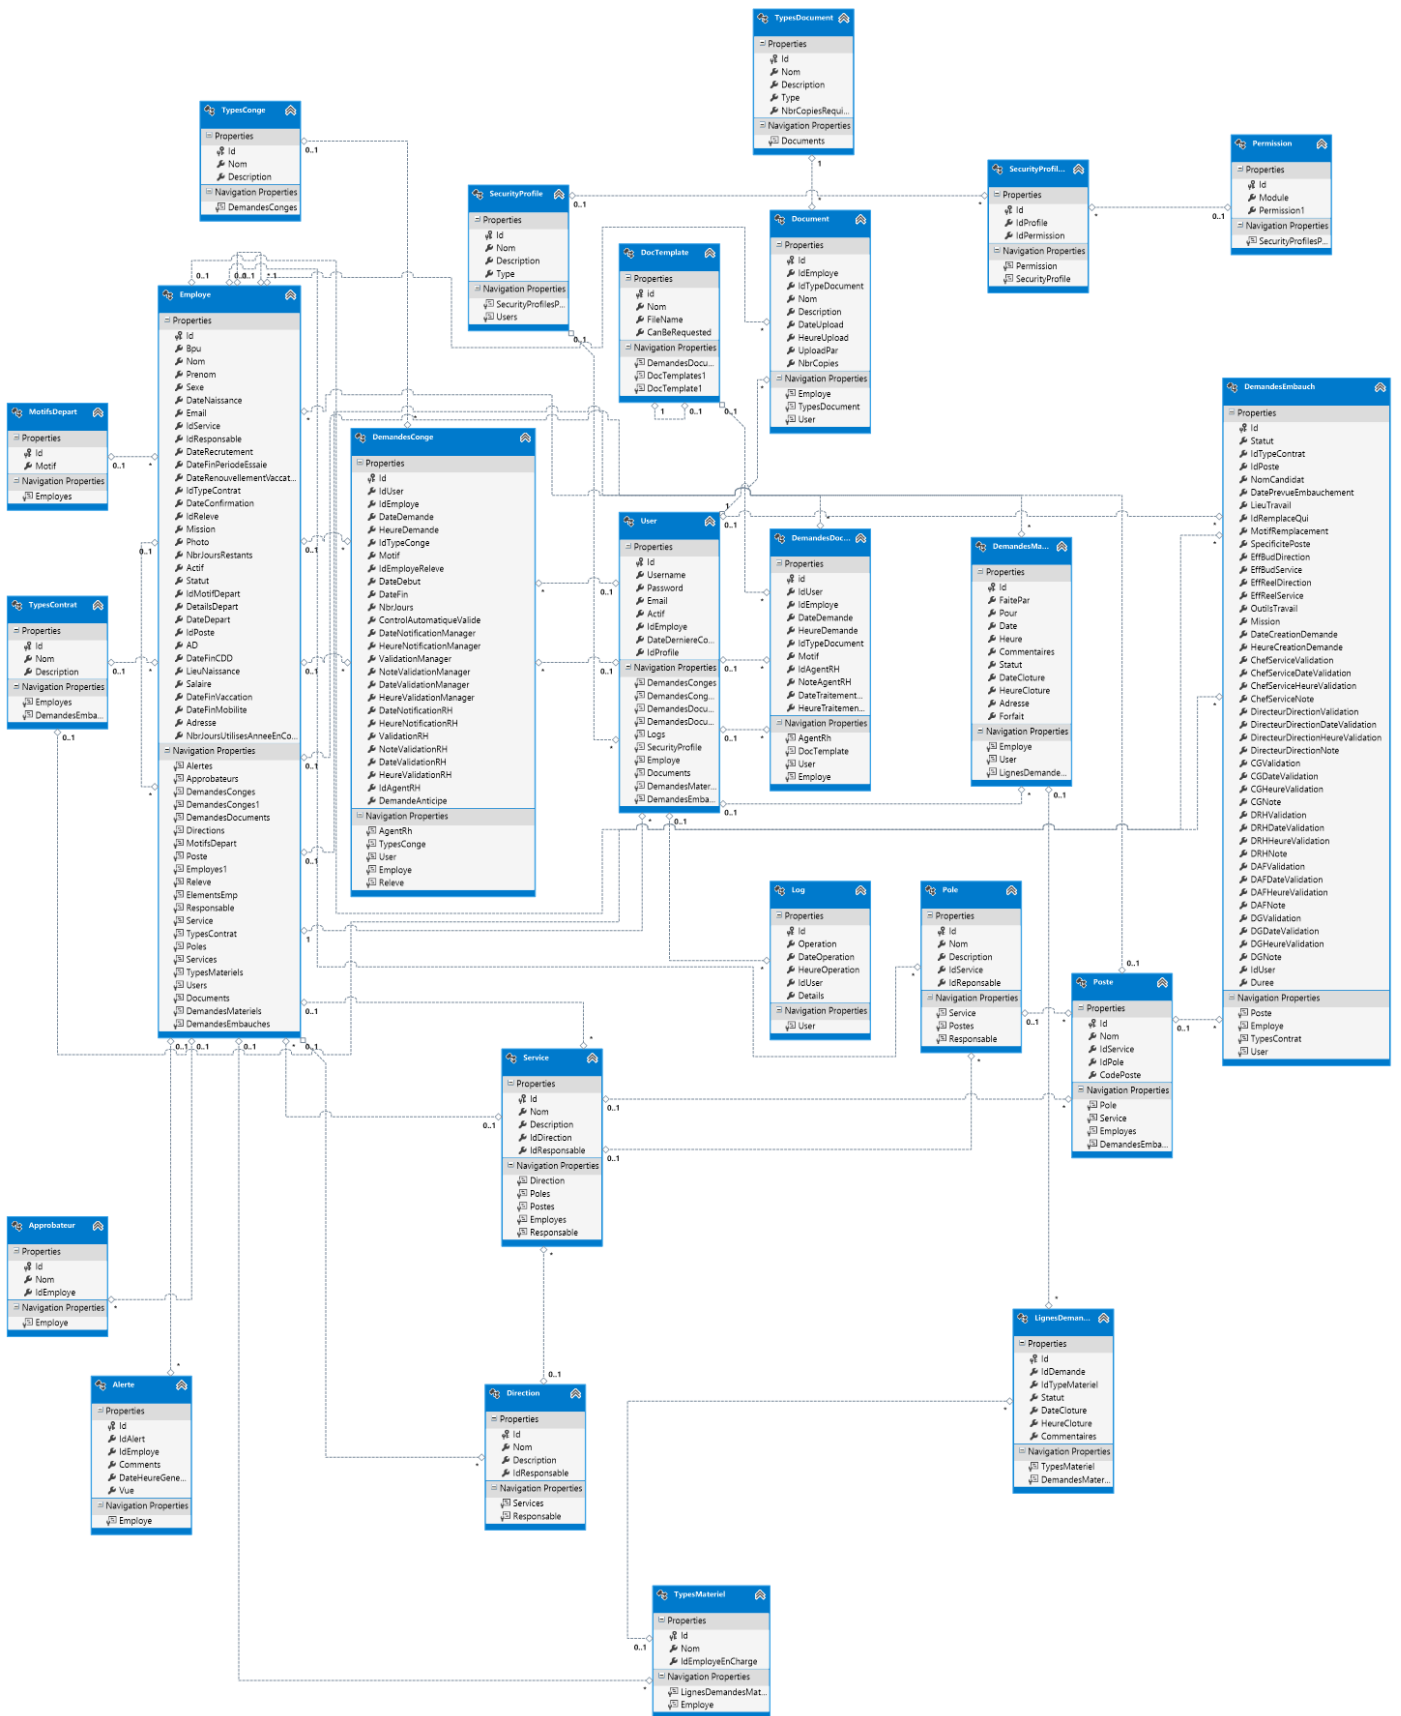 TypesDocument
Properties
Id
Nom
Description
Type
NbrCopiesRequi...
Navigation Properties
Documents
1
*
TypesConge
Properties
Id
Nom
Description
Navigation Properties
DemandesConges
0..1
*
Permission
Properties
Id
Module
Permission1
Navigation Properties
SecurityProfilesP...
0..1
*
SecurityProfil...
Properties
Id
IdProfile
IdPermission
Navigation Properties
Permission
SecurityProfile
*
SecurityProfile
Properties
Id
Nom
Description
Type
Navigation Properties
SecurityProfilesP...
Users
0..1
0..1
Document
Properties
Id
IdEmploye
IdTypeDocument
Nom
Description
DateUpload
HeureUpload
UploadPar
NbrCopies
Navigation Properties
Employe
TypesDocument
User
*
*
DocTemplate
Properties
id
Nom
FileName
CanBeRequested
Navigation Properties
DemandesDocu...
DocTemplates1
DocTemplate1
1
0..1
0..1
Employe
Properties
Id
Bpu
Nom
Prenom
Sexe
DateNaissance
Email
IdService
IdResponsable
DateRecrutement
DateFinPeriodeEssaie
DateRenouvellementVaccat...
IdTypeContrat
DateConfirmation
IdReleve
Mission
Photo
NbrJoursRestants
Actif
Statut
IdMotifDepart
DetailsDepart
DateDepart
IdPoste
AD
DateFinCDD
LieuNaissance
Salaire
DateFinVaccation
DateFinMobilite
Adresse
NbrJoursUtilisesAnneeEnCo...
Navigation Properties
Alertes
Approbateurs
DemandesConges
DemandesConges1
DemandesDocuments
Directions
MotifsDepart
Poste
Employes1
Releve
ElementsEmp
Responsable
Service
TypesContrat
Poles
Services
TypesMateriels
Users
Documents
DemandesMateriels
DemandesEmbauches
MotifsDepart
Properties
Id
Motif
Navigation Properties
Employes
0..1
*
TypesContrat
Properties
Id
Nom
Description
Navigation Properties
Employes
DemandesEmba...
0..1
*
0..1
DemandesConge
Properties
Id
IdUser
IdEmploye
DateDemande
HeureDemande
IdTypeConge
Motif
IdEmployeReleve
DateDebut
DateFin
NbrJours
ControlAutomatiqueValide
DateNotificationManager
HeureNotificationManager
ValidationManager
NoteValidationManager
DateValidationManager
HeureValidationManager
DateNotificationRH
HeureNotificationRH
ValidationRH
NoteValidationRH
DateValidationRH
HeureValidationRH
IdAgentRH
DemandeAnticipe
Navigation Properties
AgentRh
TypesConge
User
Employe
Releve
User
Properties
Id
Username
Password
Email
Actif
IdEmploye
DateDerniereCo...
IdProfile
Navigation Properties
DemandesConges
DemandesCong...
DemandesDocu...
DemandesDocu...
Logs
SecurityProfile
Employe
Documents
DemandesMater...
DemandesEmba...
DemandesDoc...
Properties
id
IdUser
IdEmploye
DateDemande
HeureDemande
IdTypeDocument
Motif
IdAgentRH
NoteAgentRH
DateTraitement...
HeureTraitemen...
Navigation Properties
AgentRh
DocTemplate
User
Employe
DemandesMa...
Properties
Id
FaitePar
Pour
Date
Heure
Commentaires
Statut
DateCloture
HeureCloture
Adresse
Forfait
Navigation Properties
Employe
User
LignesDemande...
DemandesEmbauch
Properties
Id
Statut
IdTypeContrat
IdPoste
NomCandidat
DatePrevueEmbauchement
LieuTravail
IdRemplaceQui
MotifRemplacement
SpecificitePoste
EffBudDirection
EffBudService
EffReelDirection
EffReelService
OutilsTravail
Mission
DateCreationDemande
HeureCreationDemande
ChefServiceValidation
ChefServiceDateValidation
ChefServiceHeureValidation
ChefServiceNote
DirecteurDirectionValidation
DirecteurDirectionDateValidation
DirecteurDirectionHeureValidation
DirecteurDirectionNote
CGValidation
CGDateValidation
CGHeureValidation
CGNote
DRHValidation
DRHDateValidation
DRHHeureValidation
DRHNote
DAFValidation
DAFDateValidation
DAFHeureValidation
DAFNote
DGValidation
DGDateValidation
DGHeureValidation
DGNote
IdUser
Duree
Navigation Properties
Poste
Employe
TypesContrat
User
Log
Properties
Id
Operation
DateOperation
HeureOperation
IdUser
Details
Navigation Properties
User
Pole
Properties
Id
Nom
Description
IdService
IdReponsable
Navigation Properties
Service
Postes
Responsable
Poste
Properties
Id
Nom
IdService
IdPole
CodePoste
Navigation Properties
Pole
Service
Employes
DemandesEmba...
Service
Properties
Id
Nom
Description
IdDirection
IdResponsable
Navigation Properties
Direction
Poles
Postes
Employes
Responsable
Approbateur
Properties
Id
Nom
IdEmploye
Navigation Properties
Employe
Alerte
Properties
Id
IdAlert
IdEmploye
Comments
DateHeureGene...
Vue
Navigation Properties
Employe
Direction
Properties
Id
Nom
Description
IdResponsable
Navigation Properties
Services
Responsable
LignesDeman...
Properties
Id
IdDemande
IdTypeMateriel
Statut
DateCloture
HeureCloture
Commentaires
Navigation Properties
TypesMateriel
DemandesMater...
TypesMateriel
Properties
Id
Nom
IdEmployeEnCharge
Navigation Properties
LignesDemandesMat...
Employe